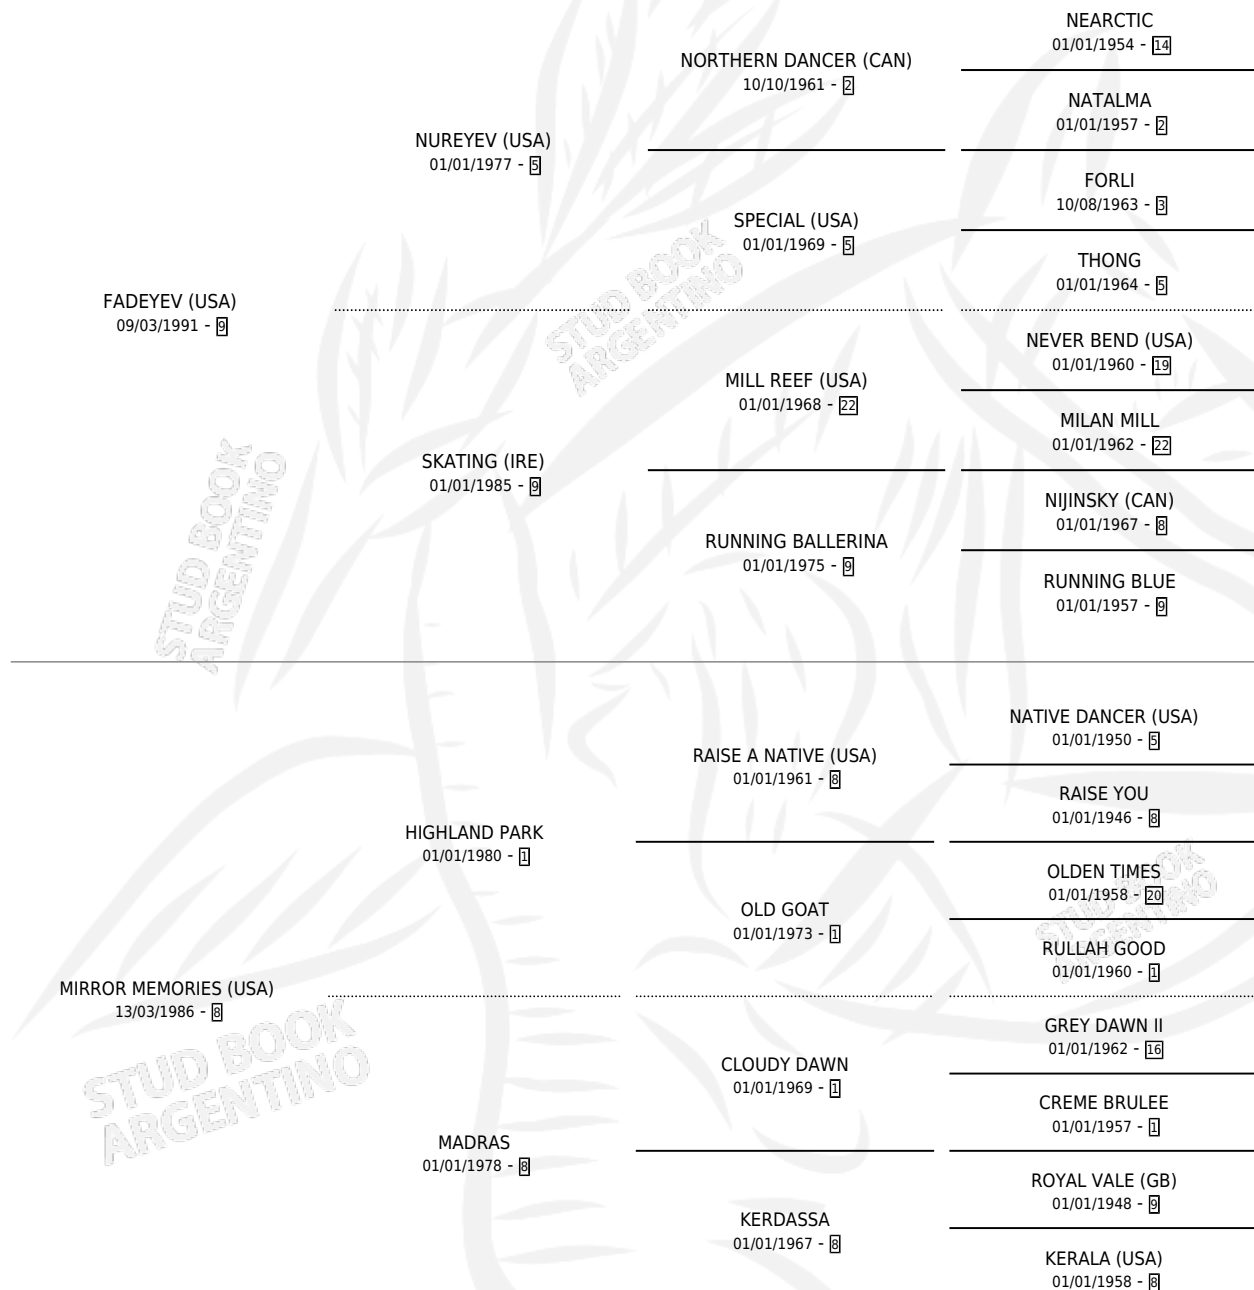 NEARCTIC
01/01/1954 - 14
NORTHERN DANCER (CAN)
10/10/1961 - 2
NATALMA
01/01/1957 - 2
NUREYEV (USA)
01/01/1977 - 5
FORLI
10/08/1963 - 3
SPECIAL (USA)
01/01/1969 - 5
THONG
01/01/1964 - 5
FADEYEV (USA)
09/03/1991 - 9
NEVER BEND (USA)
01/01/1960 - 19
MILL REEF (USA)
01/01/1968 - 22
MILAN MILL
01/01/1962 - 22
SKATING (IRE)
01/01/1985 - 9
NIJINSKY (CAN)
01/01/1967 - 8
RUNNING BALLERINA
01/01/1975 - 9
RUNNING BLUE
01/01/1957 - 9
NATIVE DANCER (USA)
01/01/1950 - 5
RAISE A NATIVE (USA)
01/01/1961 - 8
RAISE YOU
01/01/1946 - 8
HIGHLAND PARK
01/01/1980 - 1
OLDEN TIMES
01/01/1958 - 20
OLD GOAT
01/01/1973 - 1
RULLAH GOOD
01/01/1960 - 1
MIRROR MEMORIES (USA)
13/03/1986 - 8
GREY DAWN II
01/01/1962 - 16
CLOUDY DAWN
01/01/1969 - 1
CREME BRULEE
01/01/1957 - 1
MADRAS
01/01/1978 - 8
ROYAL VALE (GB)
01/01/1948 - 9
KERDASSA
01/01/1967 - 8
KERALA (USA)
01/01/1958 - 8
STUD BOOK
ARGENTINO
STUD BOOK
ARGENTINO
STUD BOOK
ARGENTINO
STUD BOOK
ARGENTINO